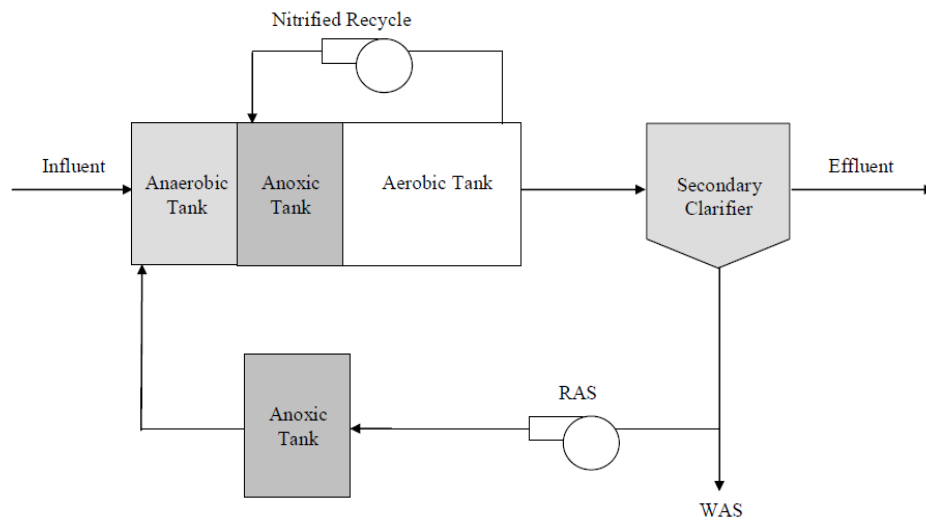 Nitrified Recycle
Influent
Anaerobic
Tank
Anoxic
Tank
Aerobic Tank
Secondary
Clarifier
Effluent
Anoxic
Tank
RAS
WAS